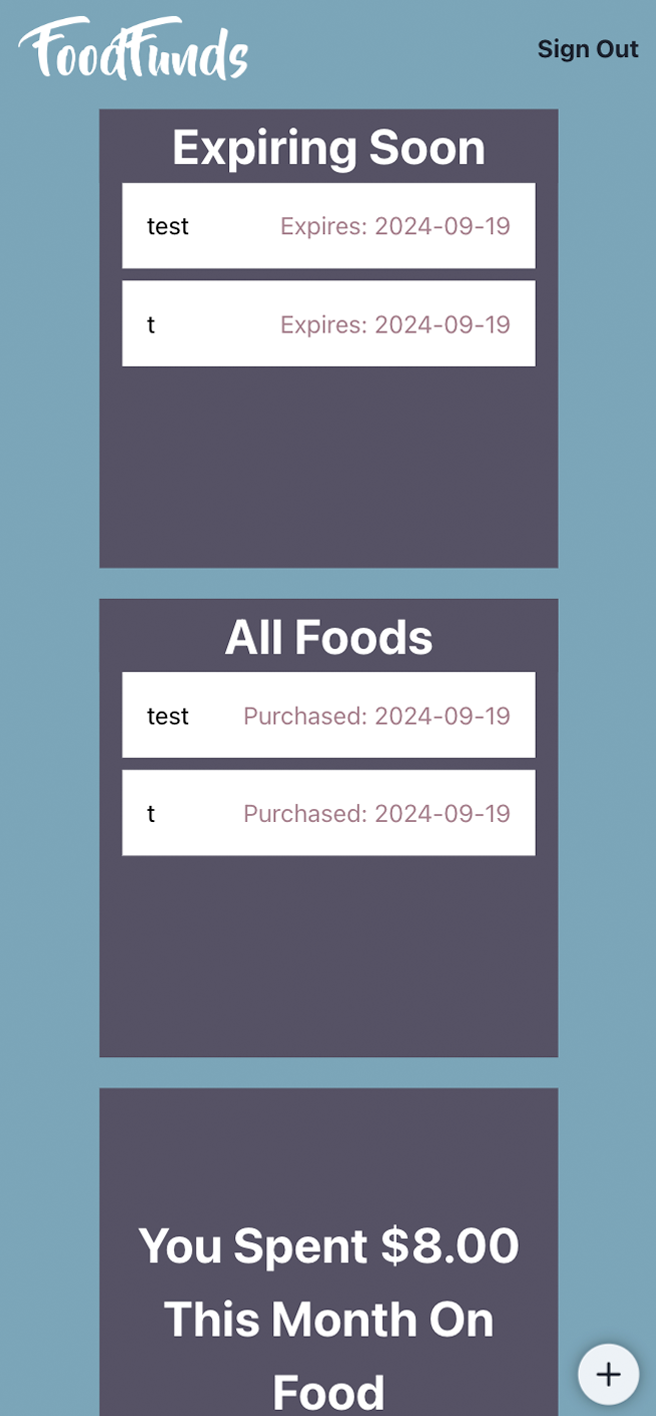 FoodFunds
Sign Out
Expiring Soon
test Expires: 2024-09-19
t Expires: 2024-09-19
All Foods
test Purchased: 2024-09-19
t Purchased: 2024-09-19
You Spent $8.00
This Month On
Food
+